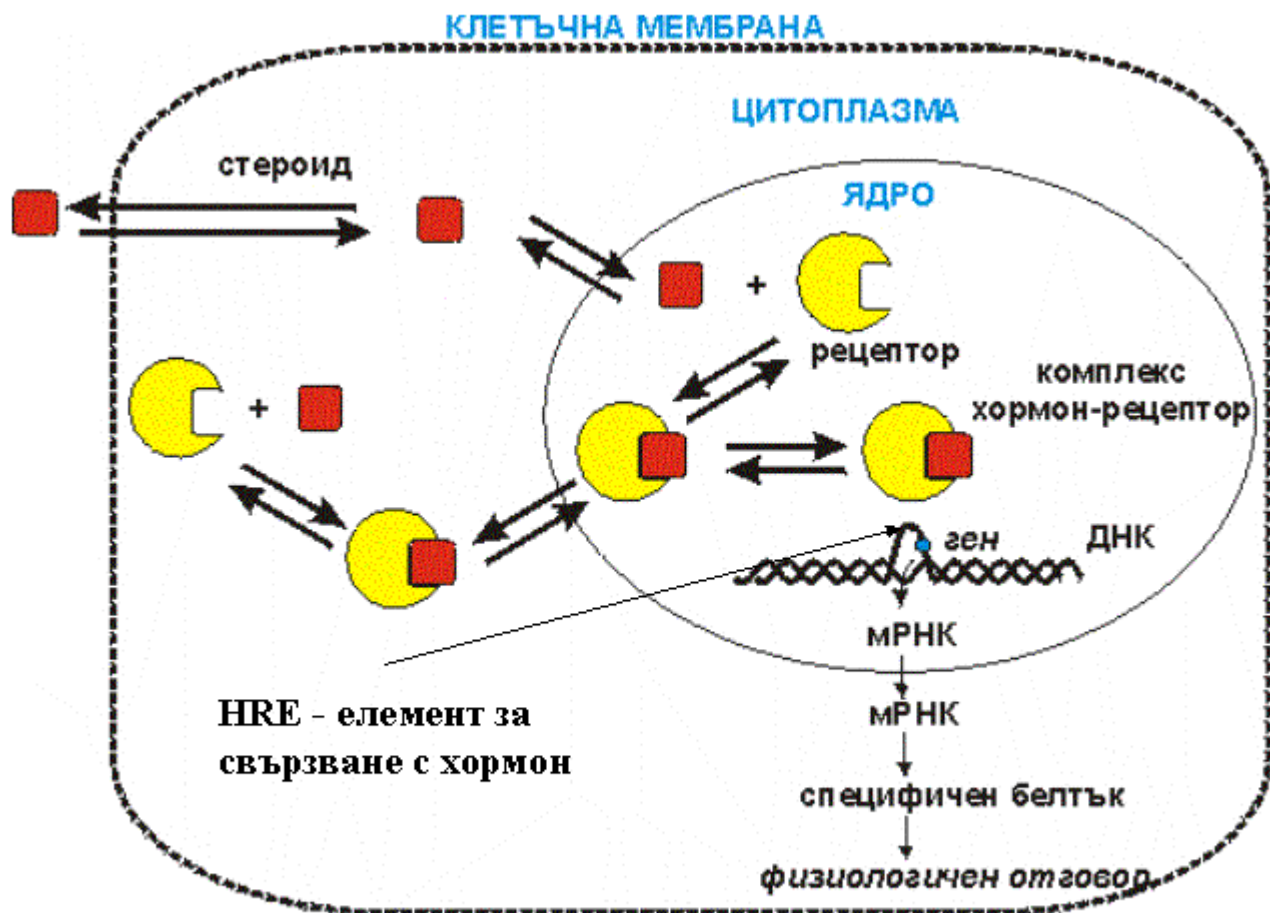 КЛЕТЪЧНА МЕМБРАНА
ЦИТОПЛАЗМА
стероид
ЯДРО
+
рецептор
+
комплекс
хормон-рецептор
ген
ДНК
мРНК
HRE - елемент за
свързване с хормон
мРНК
специфичен белтък
физиологичен отговор